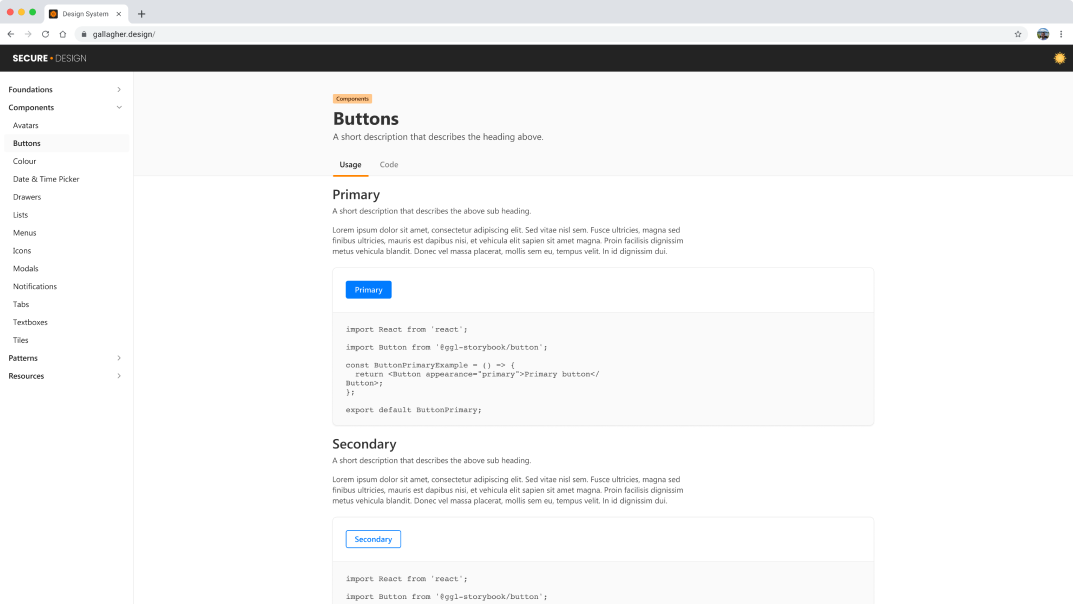 Design System
gallagher.design/
SECURE • DESIGN
Foundations
Components
Avatars
Buttons
Colour
Date & Time Picker
Drawers
Lists
Menus
Icons
Modals
Notifications
Tabs
Textboxes
Tiles
Patterns
Resources
Components
Buttons
A short description that describes the heading above.
Usage
Code
Primary
A short description that describes the above sub heading.
Lorem ipsum dolor sit amet, consectetur adipiscing elit. Sed vitae nisl sem. Fusce ultricies, magna sed
finibus ultricies, mauris est dapibus nisi, et vehicula elit sapien sit amet magna. Proin facilisis dignissim
metus vehicula blandit. Donec vel massa placerat, mollis sem eu, tempus velit. In id dignissim dui.
Primary
import React from 'react';
import Button from '@ggl-storybook/button';
const ButtonPrimaryExample = () => {
return <Button appearance="primary">Primary button</
Button>;
};
export default ButtonPrimary;
Secondary
A short description that describes the above sub heading.
Lorem ipsum dolor sit amet, consectetur adipiscing elit. Sed vitae nisl sem. Fusce ultricies, magna sed
finibus ultricies, mauris est dapibus nisi, et vehicula elit sapien sit amet magna. Proin facilisis dignissim
metus vehicula blandit. Donec vel massa placerat, mollis sem eu, tempus velit. In id dignissim dui.
Secondary
import React from 'react';
import Button from '@ggl-storybook/button';